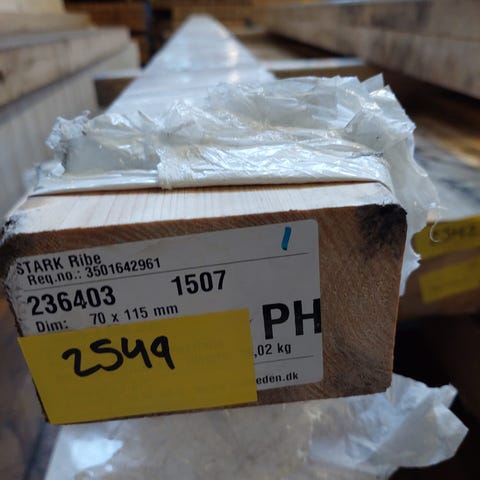 STARK Ribe
Req.no.: 3501642961
236403 1507
Dim: 70 x 115 mm
PH
,02 kg
eden.dk
2549